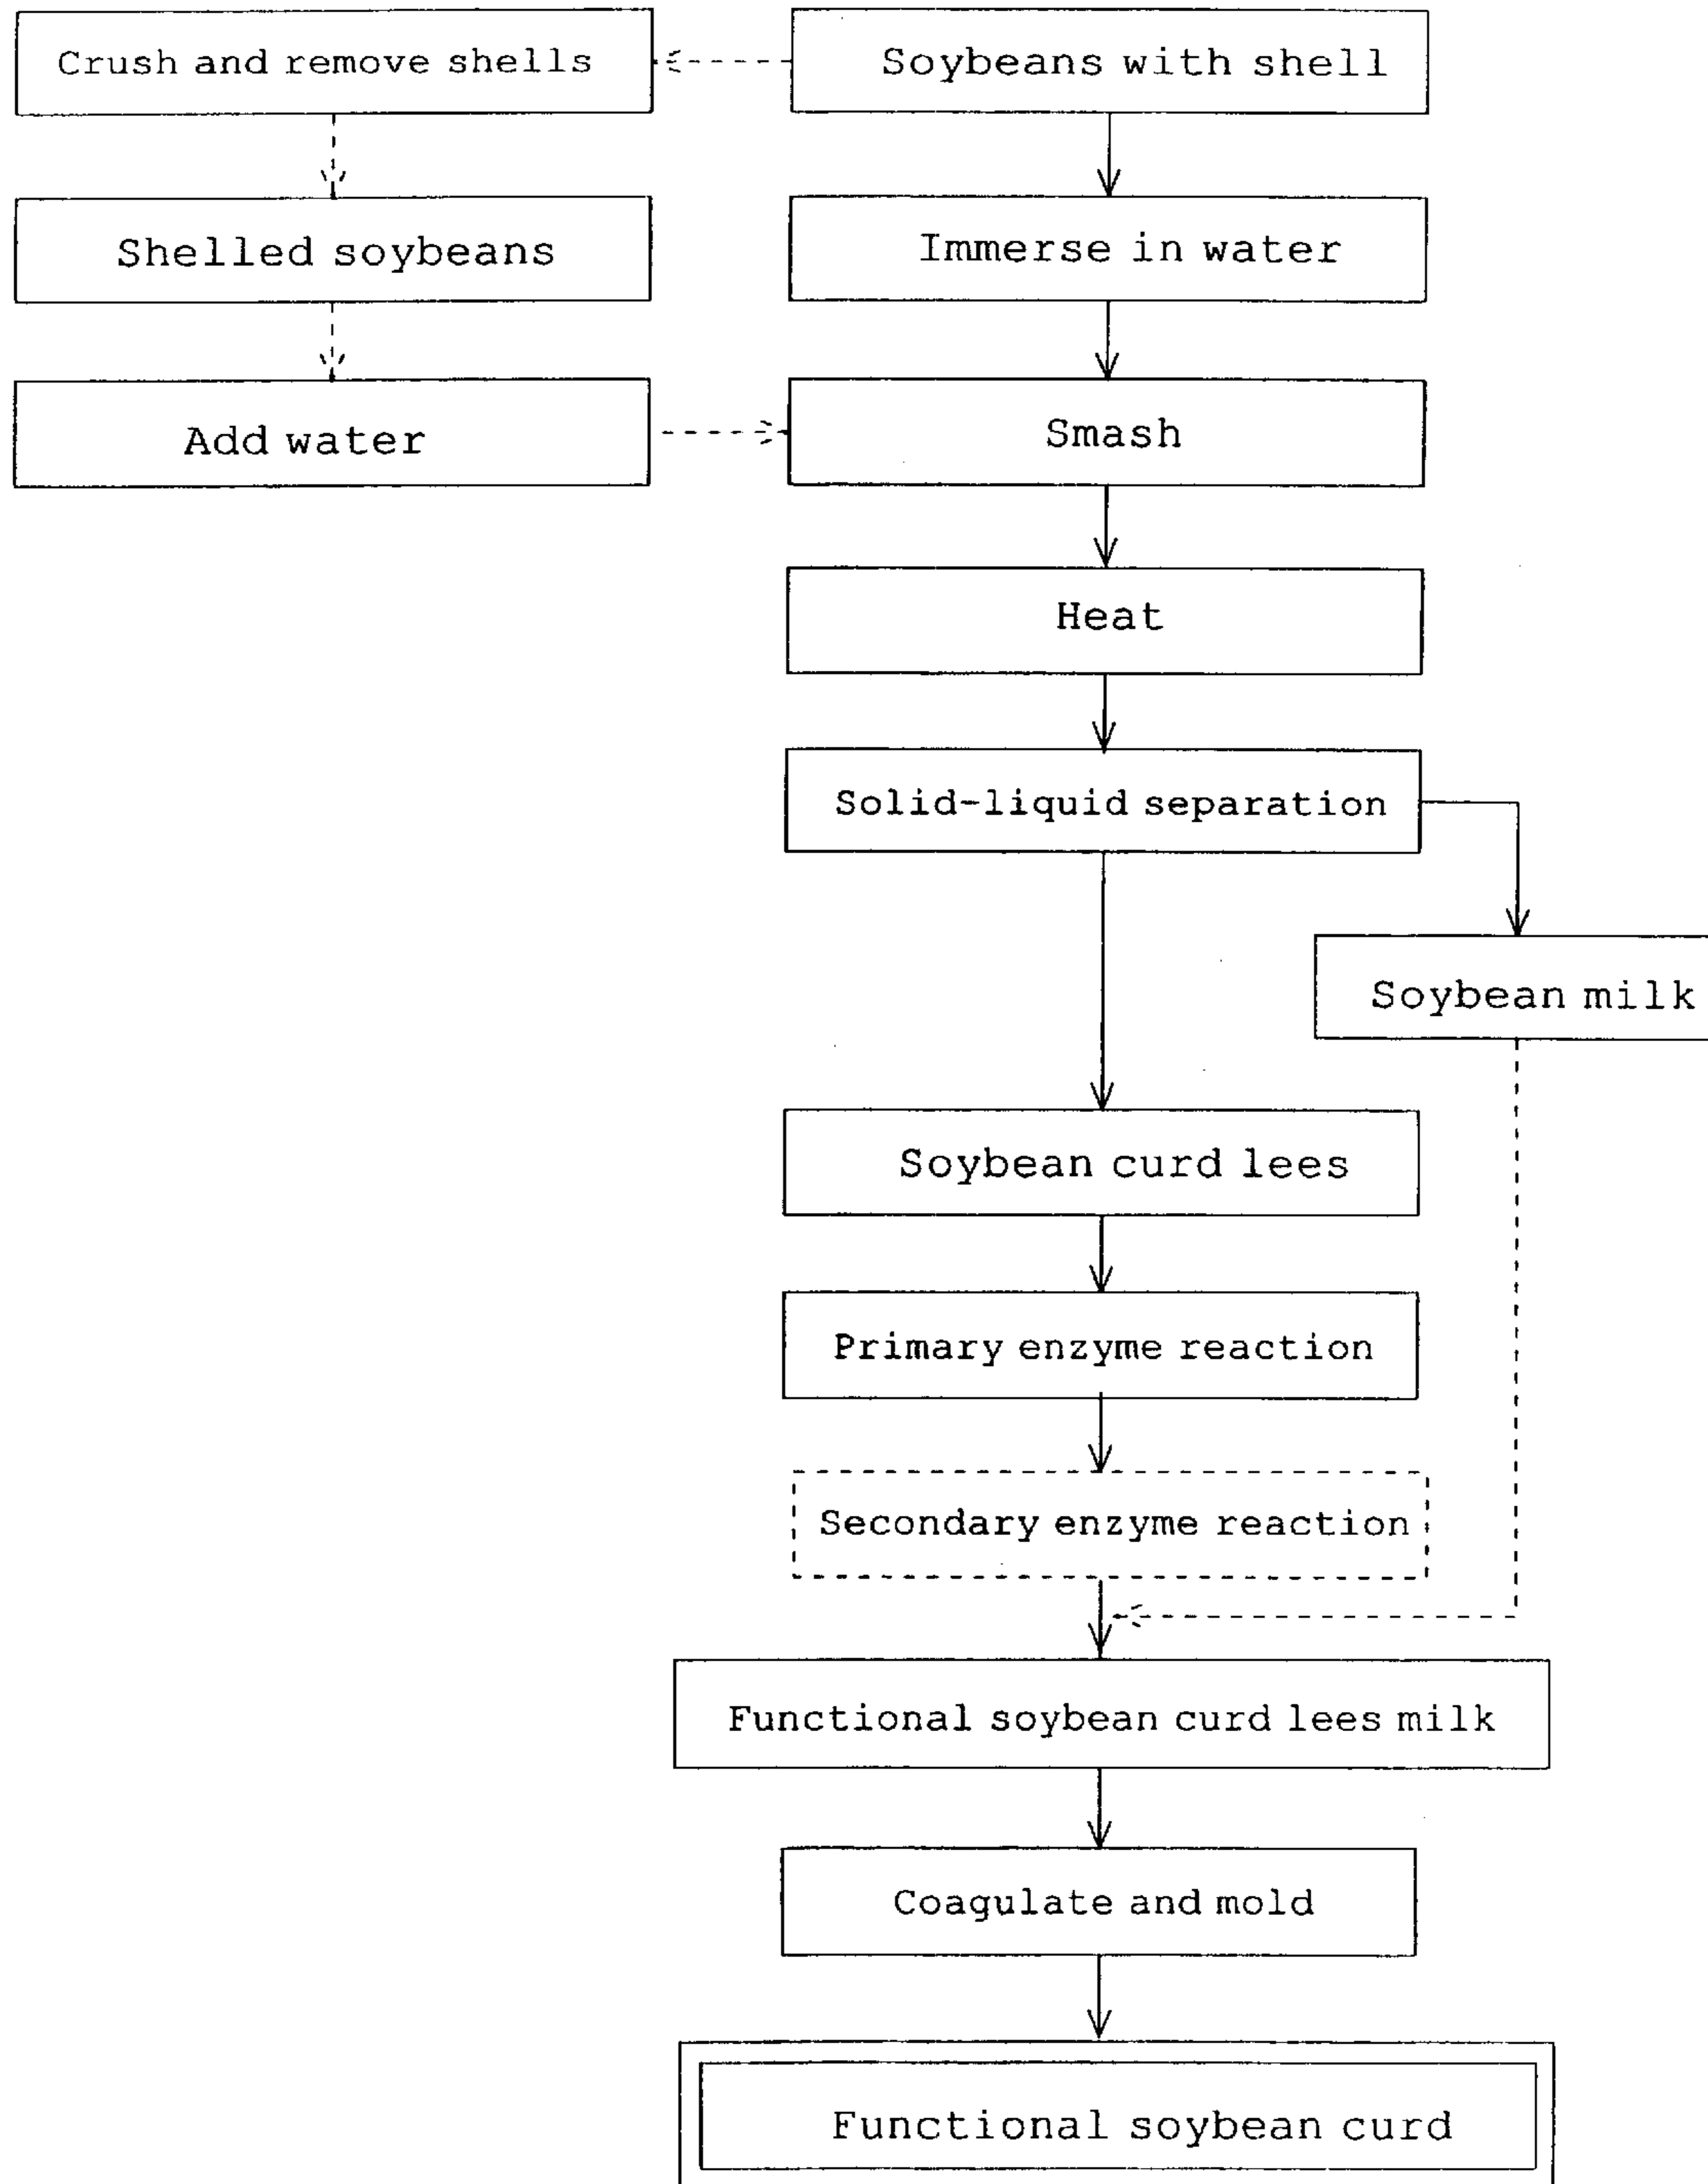 Crush and remove shells
Soybeans with shell
Shelled soybeans
Immerse in water
Add water
Smash
Heat
Solid-liquid separation
Soybean milk
Soybean curd lees
Primary enzyme reaction
Secondary enzyme reaction
Functional soybean curd lees milk
Coagulate and mold
Functional soybean curd